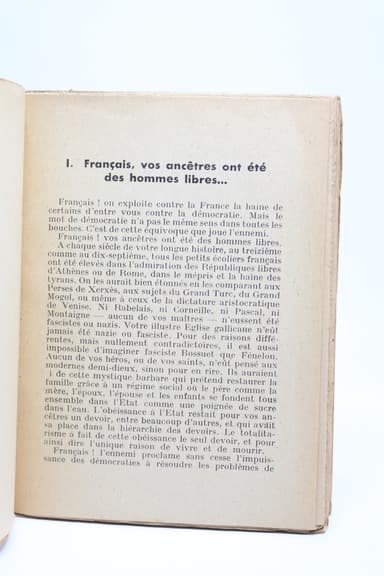 I. Français, vos ancêtres ont été
des hommes libres...
Français ! on exploite contre la France la haine de
certains d'entre vous contre la démocratie. Mais le
mot de démocratie n'a pas le même sens dans toutes les
bouches. C'est de cette équivoque que joue l'ennemi.
Français ! vos ancêtres ont été des hommes libres.
A chaque siècle de votre longue histoire, au treizième
comme au dix-septième, tous les petits écoliers français
ont été élevés dans l'admiration des Républiques libres
d'Athènes ou de Rome, dans le mépris et la haine des
tyrans. On les aurait bien étonnés en les comparant aux
Perses de Xerxès, aux sujets du Grand Turc, du Grand
Mogol, ou même à ceux de la dictature aristocratique
de Venise. Ni Rabelais, ni Corneille, ni Pascal, ni
Montaigne — aucun de vos maîtres — n'eussent été
fascistes ou nazis. Votre illustre Eglise gallicane n'eût
jamais été nazie ou fasciste. Pour des raisons diffé-
rentes, mais nullement contradictoires, il est aussi
impossible d'imaginer fasciste Bossuet que Fénelon.
Aucun de vos héros, ou de vos saints, n'eût pensé aux
modernes demi-dieux, sinon pour en rire. Ils auraient
i de cette mystique barbare qui prétend restaurer la
famille grâce à un régime social où le père comme la
mère, l'époux, l'épouse et les enfants se fondent tous
ensemble dans l'Etat comme une poignée de sucre
dans l'eau. L'obéissance à l'Etat restait pour vos an-
cêtres un devoir, entre beaucoup d'autres, et qui avait
sa place dans la hiérarchie des devoirs. Le totalita-
risme a fait de cette obéissance le seul devoir, et pour
ainsi dire l'unique raison de vivre et de mourir.
Français ! l'ennemi proclame sans cesse l'impuis-
sance des démocraties à résoudre les problèmes de